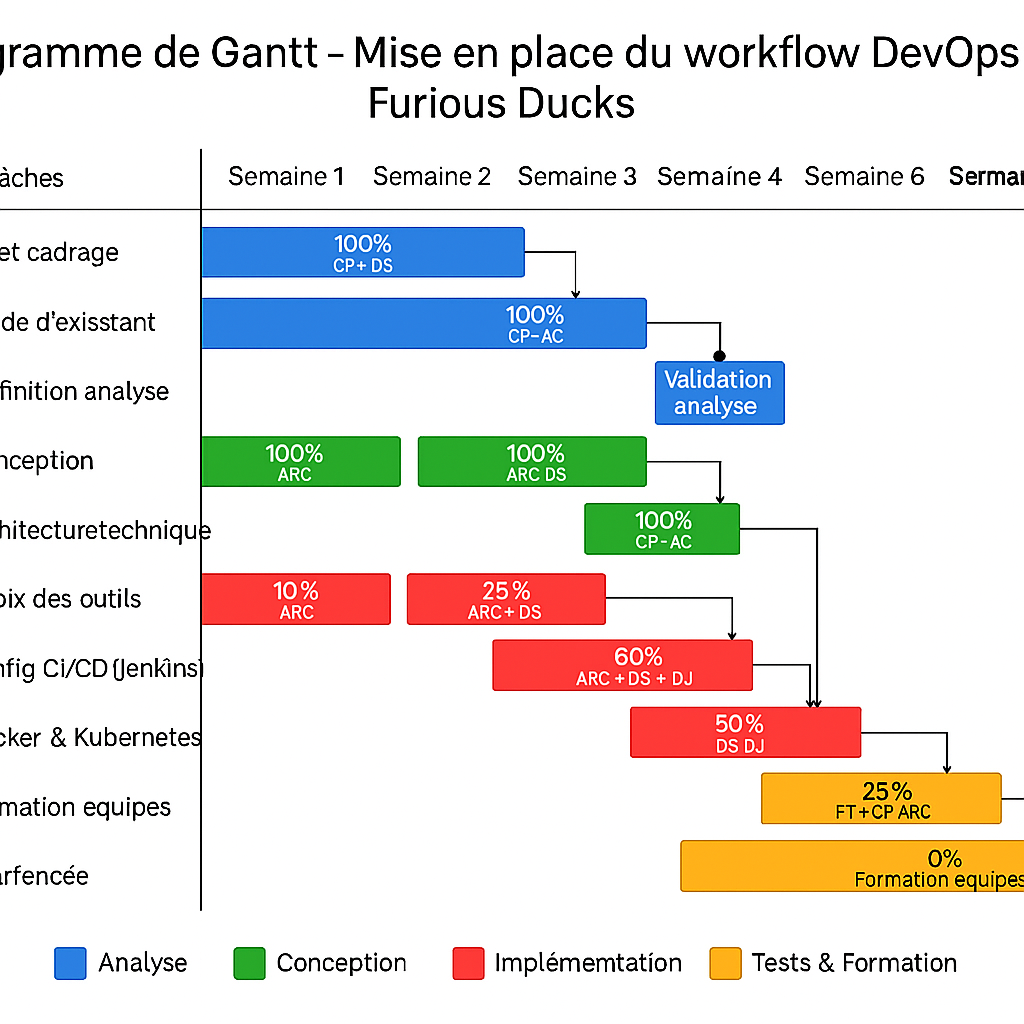 gramme de Gantt – Mise en place du workflow DevOps
Furious Ducks
âches Semaine 1 Semaine 2 Semaine 3 Semaíne 4 Semaine 6 Sermar
et cadrage 100%
CP+ DS
de d'exisstant 100%
CP–AC
finition analyse Validation
analyse
nception 100% 100%
ARC ARC DS
hitecturetechnique 100%
CP-AC
oix des outils 10% 25%
ARC ARC+ DS
nfig Ci/CD (Jenkîns) 60%
ARC +DS + DJ
cker & Kubernetes 50%
DS DJ
mation equipes 25%
FT+CP ARC
arfencée 0%
Formation equipes
Analyse Conception Implémemtatíon Tests & Formation